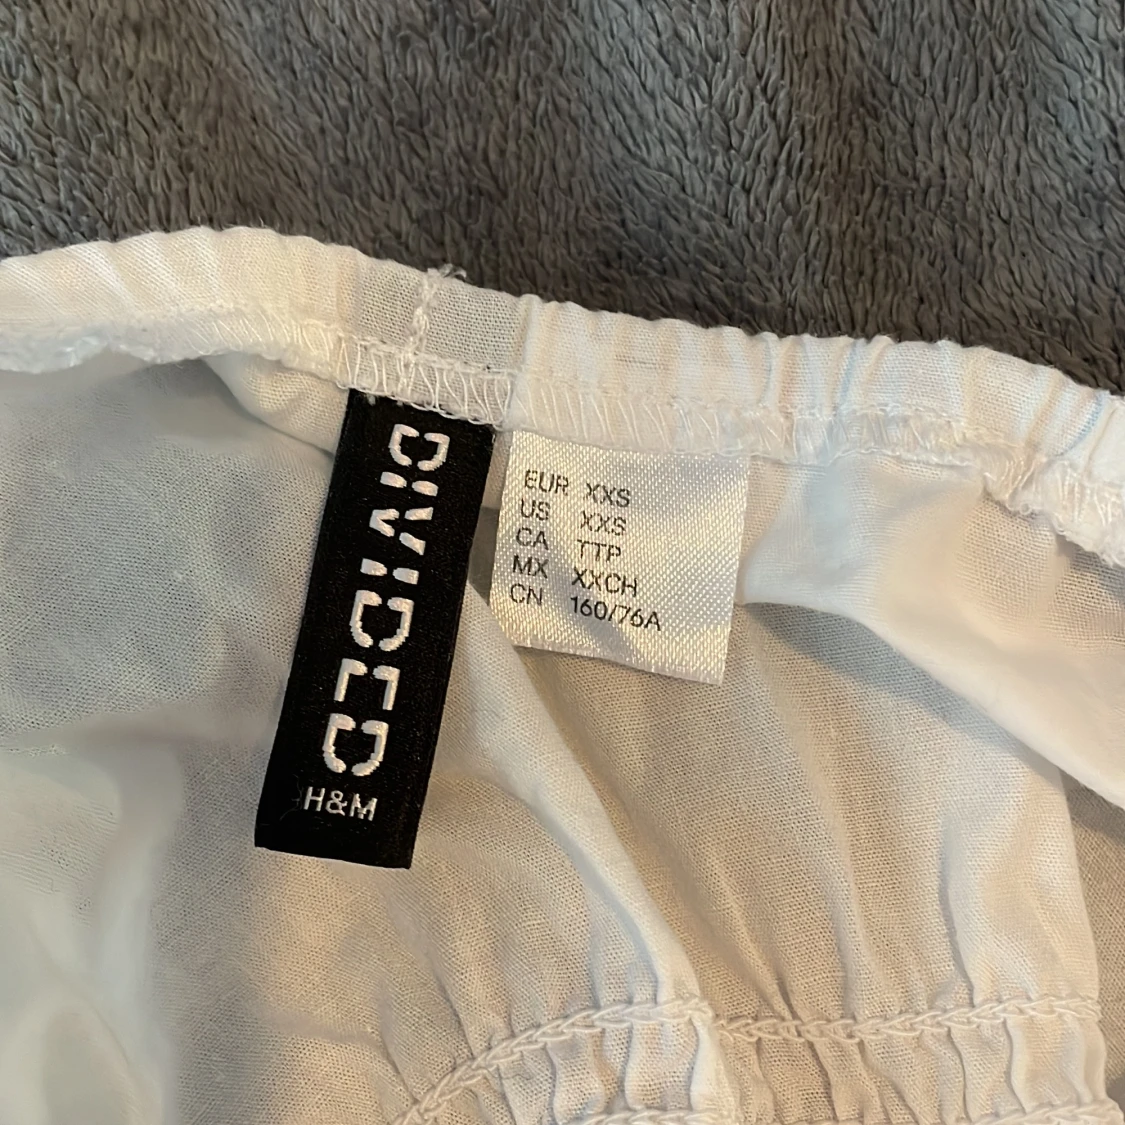 DIVIDED
H&M
EUR XXS
US XXS
CA TTP
MX XXCH
CN 160/76A